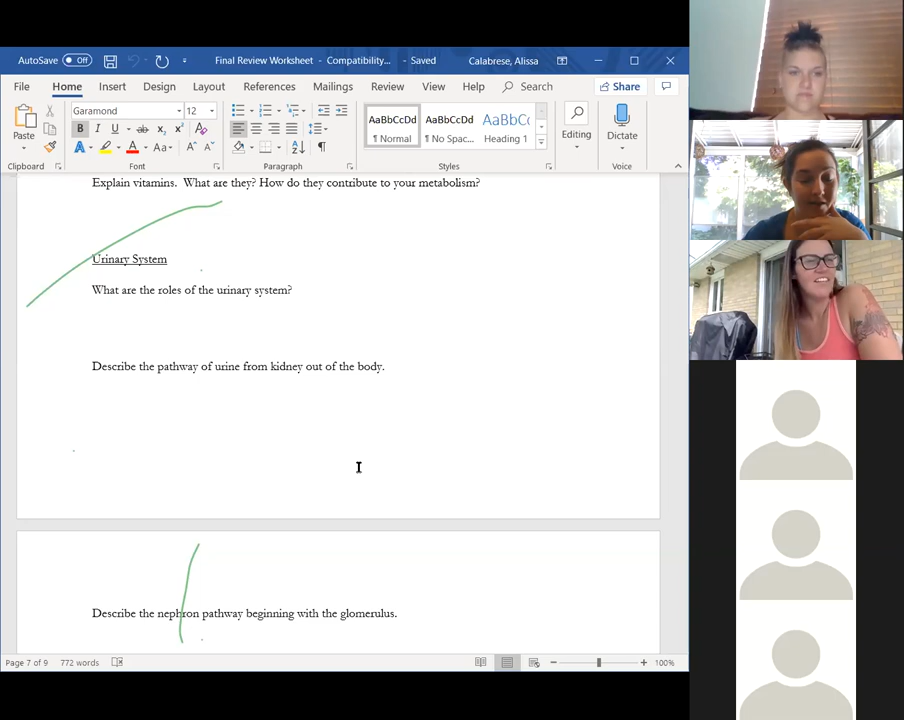 AutoSave Off Final Review Worksheet - Compatibility... - Saved Calabrese, Alissa
File Home Insert Design Layout References Mailings Review View Help Search Share
Paste Garamond 12 AaBbCcDd AaBbCcDd AaBbCc Editing Dictate
B I U ab x₂ x² Normal No Spac... Heading 1
Clipboard Font Paragraph Styles Voice
Explain vitamins. What are they? How do they contribute to your metabolism?
Urinary System
What are the roles of the urinary system?
Describe the pathway of urine from kidney out of the body.
Describe the nephron pathway beginning with the glomerulus.
Page 7 of 9 772 words 100%